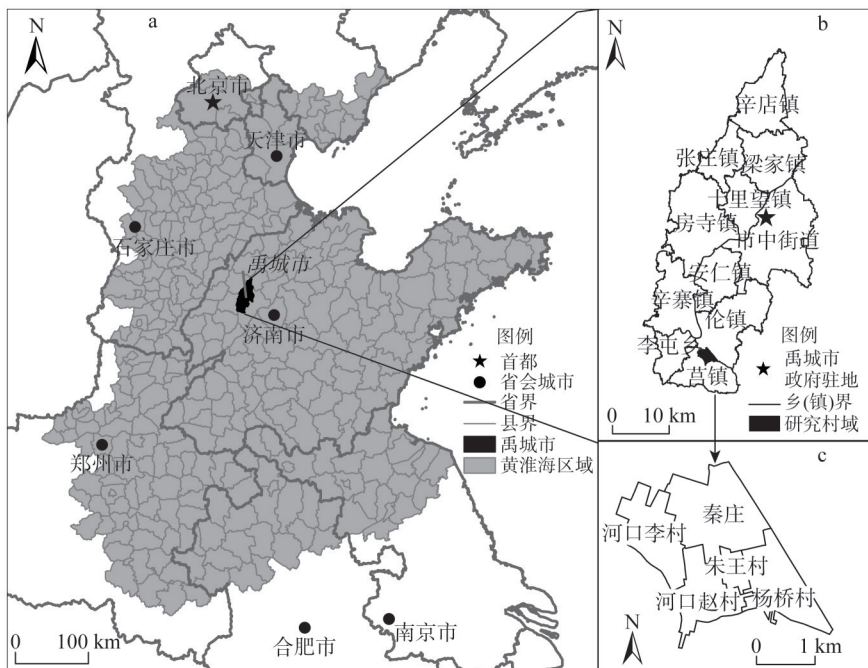 N
a
北京市
天津市
石家庄市
禹城市
济南市
郑州市
合肥市
南京市
图例
首都
省会城市
省界
县界
禹城市
黄淮海区域
0 100 km
N
b
辛店镇
张庄镇
梁家镇
十里望镇
房寺镇
市中街道
安仁镇
辛寨镇
伦镇
李屯乡
莒镇
图例
禹城市
政府驻地
乡(镇)界
研究村域
0 10 km
c
秦庄
河口李村
朱王村
河口赵村
杨桥村
N
0 1 km